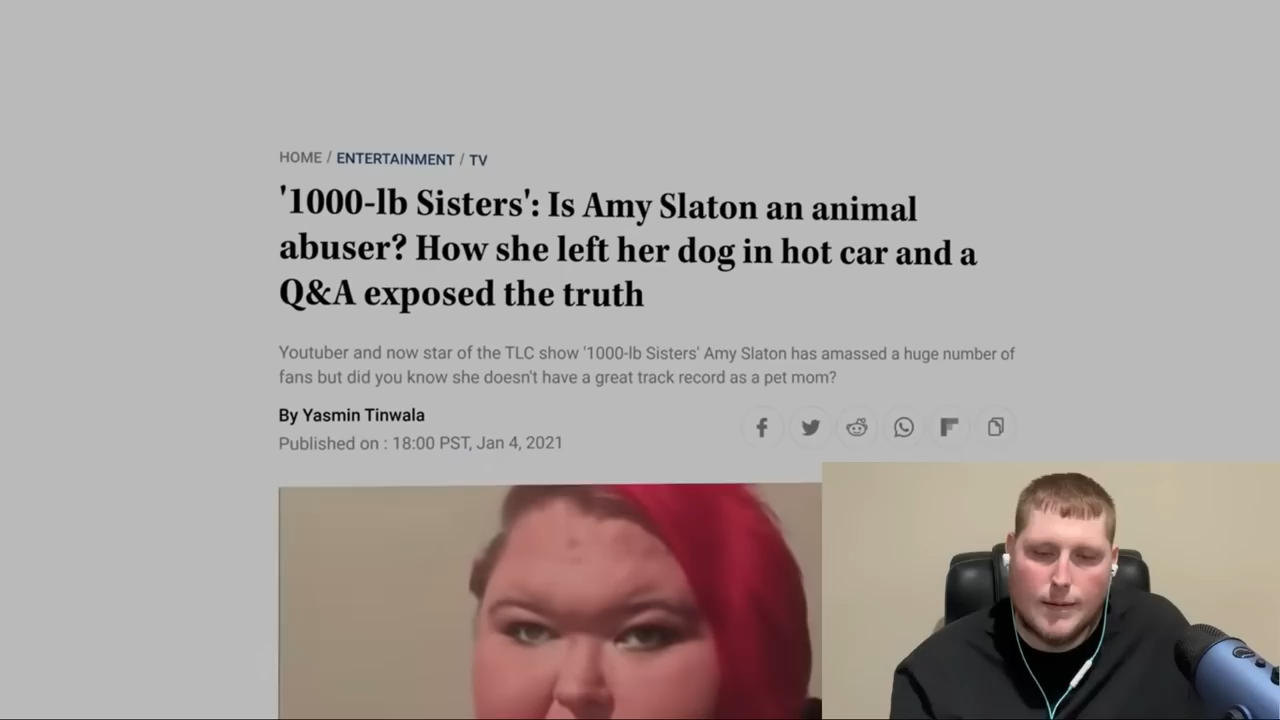 HOME / ENTERTAINMENT / TV
'1000-lb Sisters': Is Amy Slaton an animal
abuser? How she left her dog in hot car and a
Q&A exposed the truth
Youtuber and now star of the TLC show '1000-lb Sisters' Amy Slaton has amassed a huge number of
fans but did you know she doesn't have a great track record as a pet mom?
By Yasmin Tinwala
Published on : 18:00 PST, Jan 4, 2021